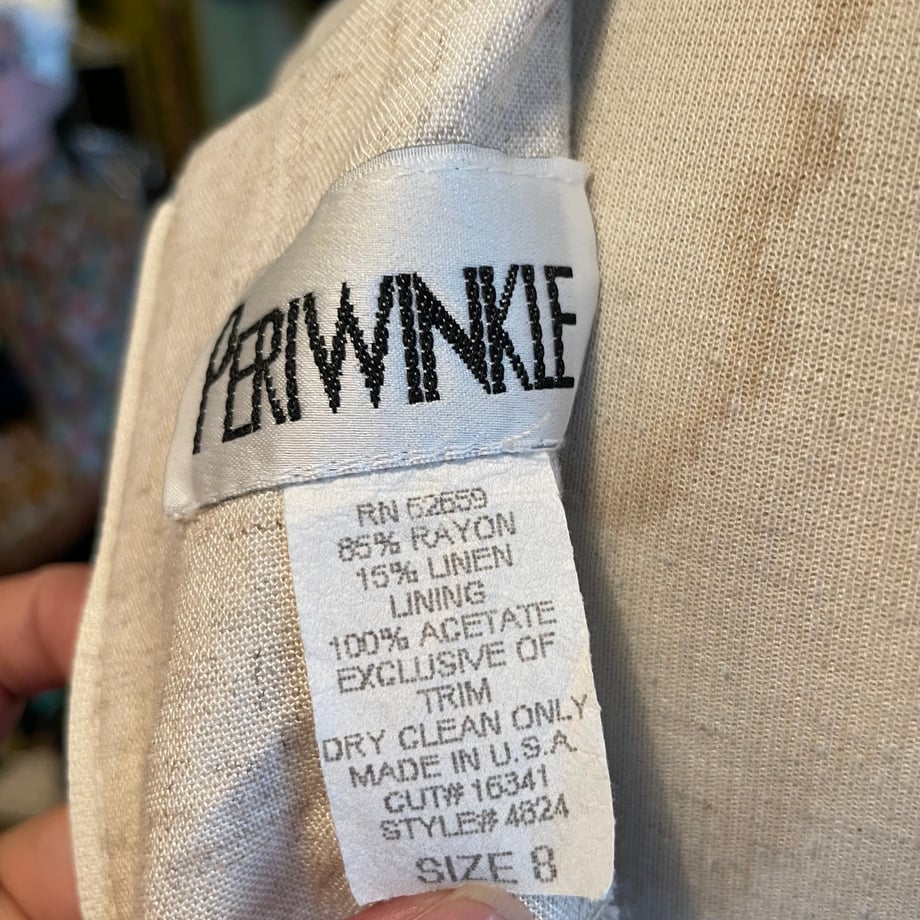 PERIWINKLE
RN 62659
85% RAYON
15% LINEN
LINING
100% ACETATE
EXCLUSIVE OF
TRIM
DRY CLEAN ONLY
MADE IN U.S.A.
CUT# 16341
STYLE# 4824
SIZE 8